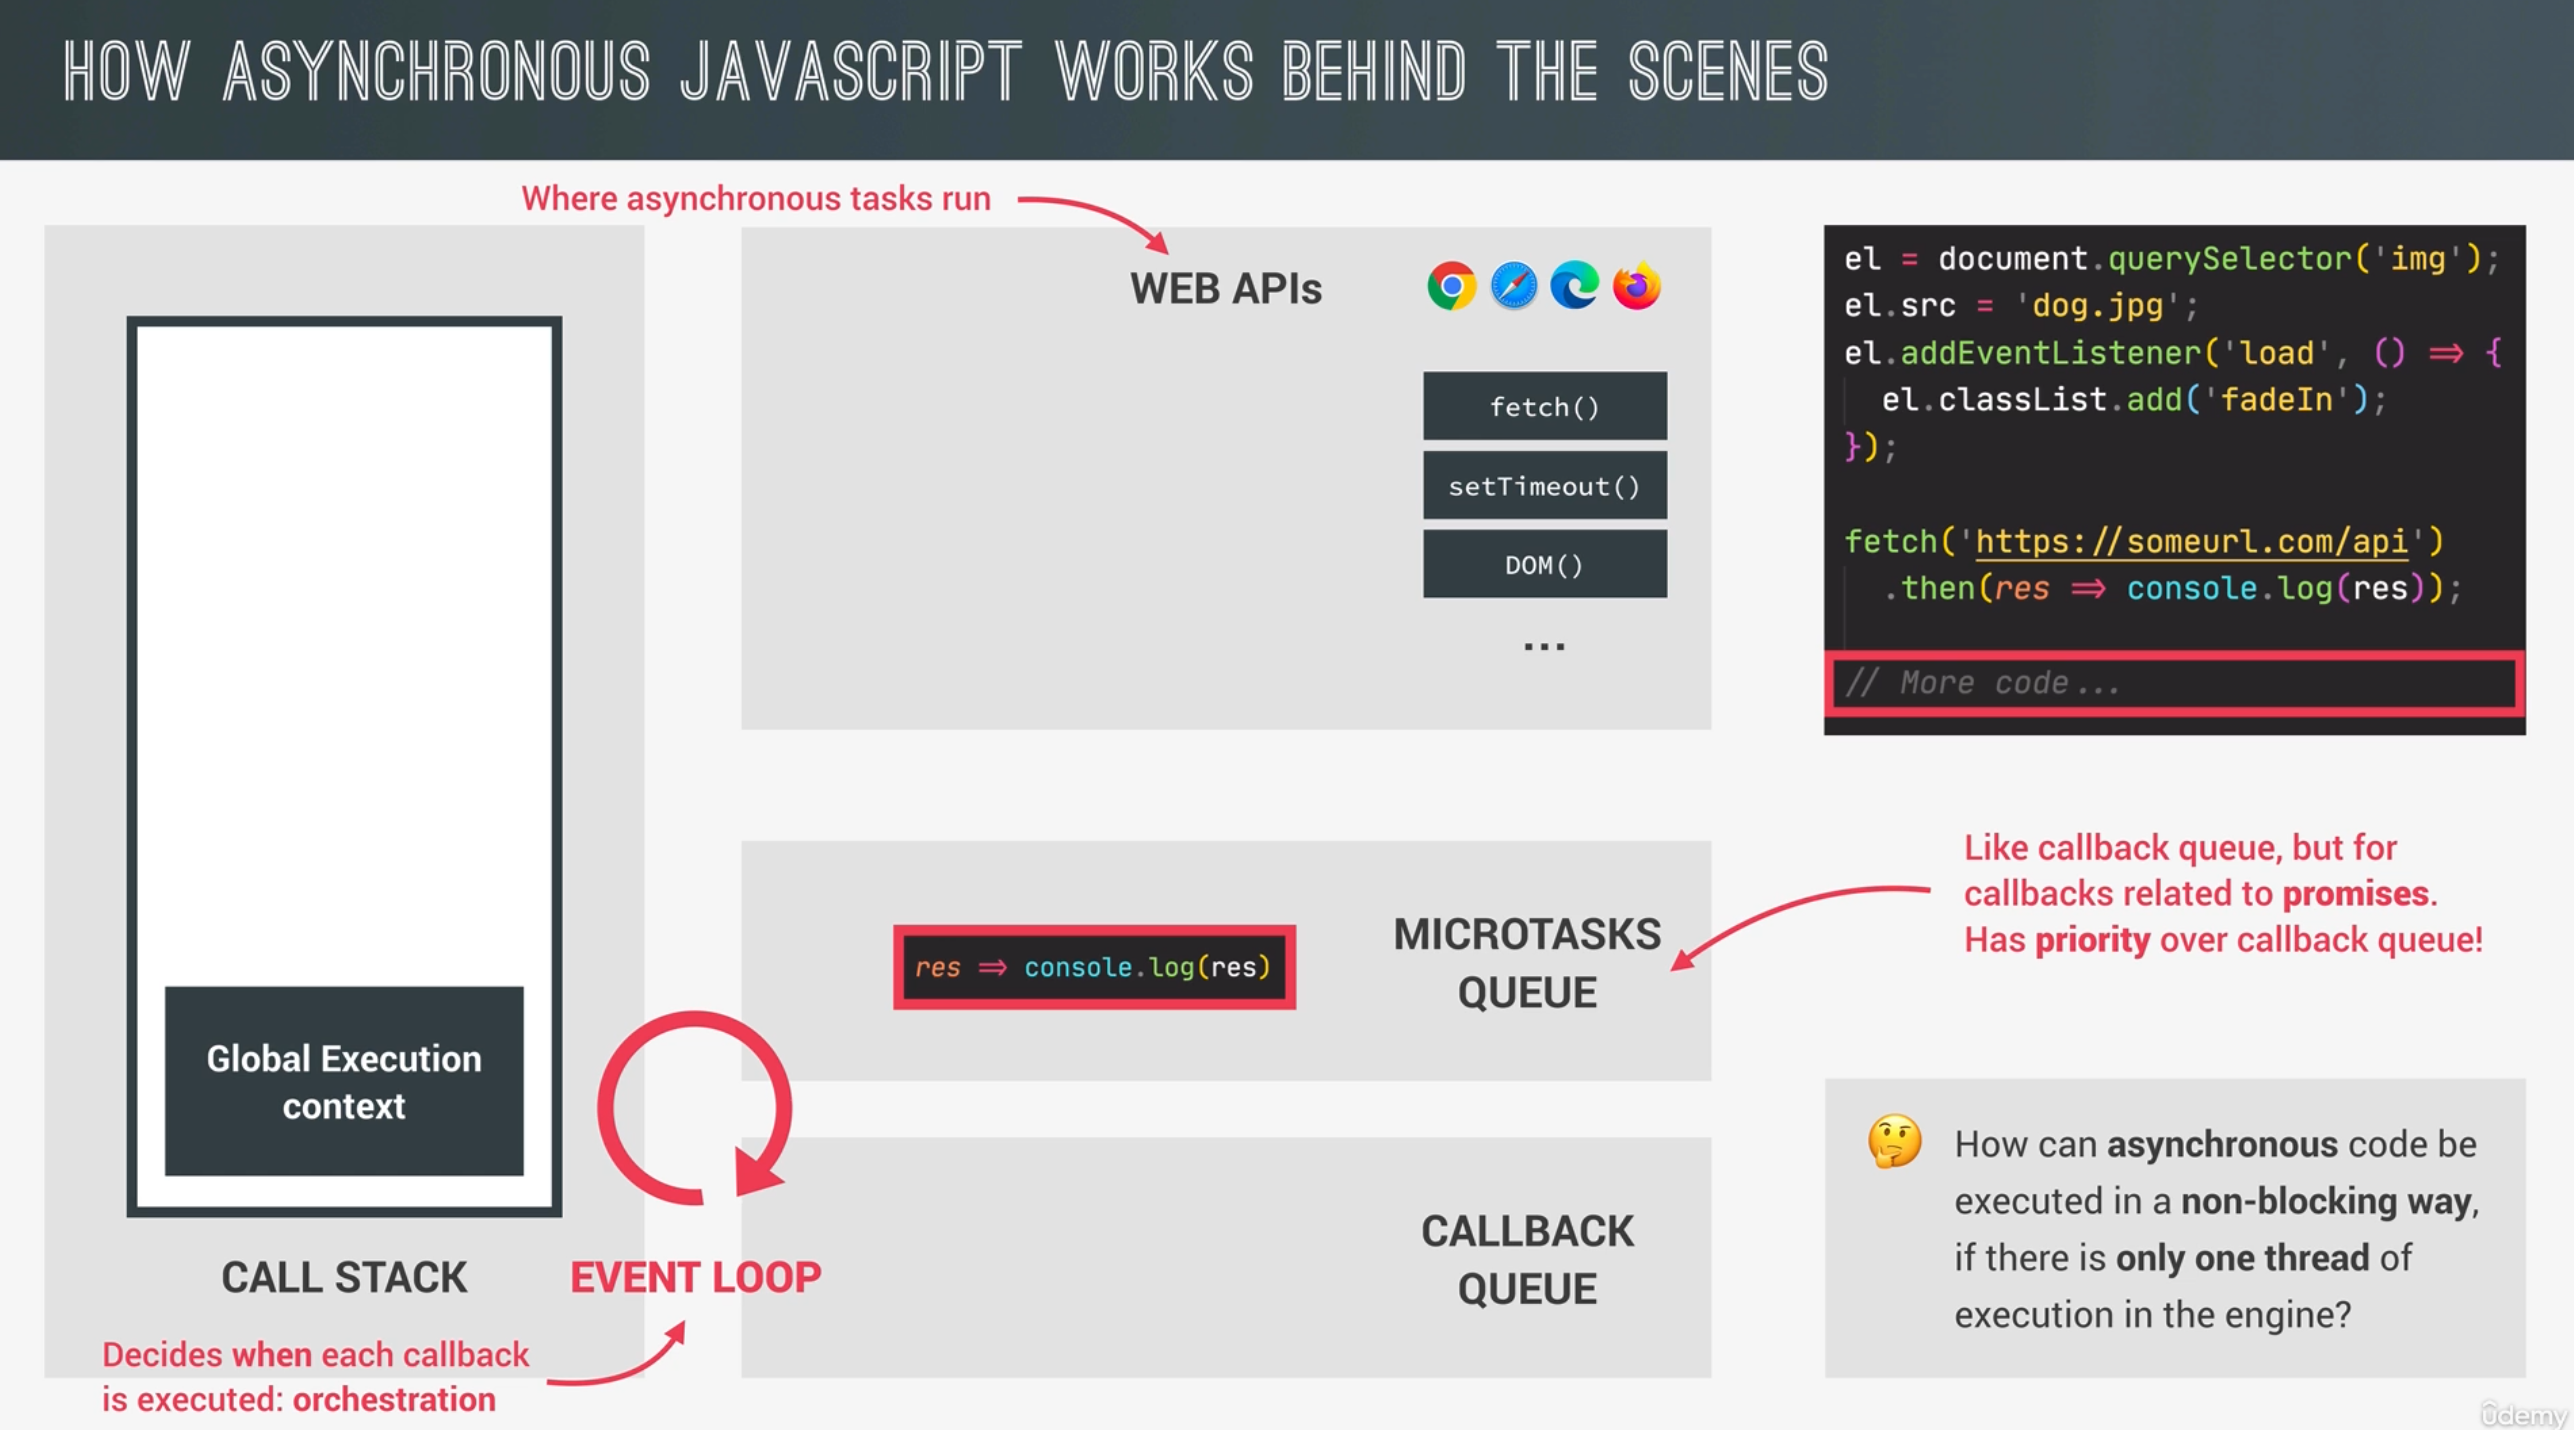 HOW ASYNCHRONOUS JAVASCRIPT WORKS BEHIND THE SCENES
Where asynchronous tasks run
WEB APIs
fetch()
setTimeout()
DOM()
...
el = document.querySelector('img');
el.src = 'dog.jpg';
el.addEventListener('load', () => {
el.classList.add('fadeIn');
});
fetch('https://someurl.com/api')
.then(res => console.log(res));
// More code...
Global Execution
context
CALL STACK
EVENT LOOP
Decides when each callback
is executed: orchestration
res => console.log(res)
MICROTASKS
QUEUE
Like callback queue, but for
callbacks related to promises.
Has priority over callback queue!
CALLBACK
QUEUE
How can asynchronous code be
executed in a non-blocking way,
if there is only one thread of
execution in the engine?
ûdemy